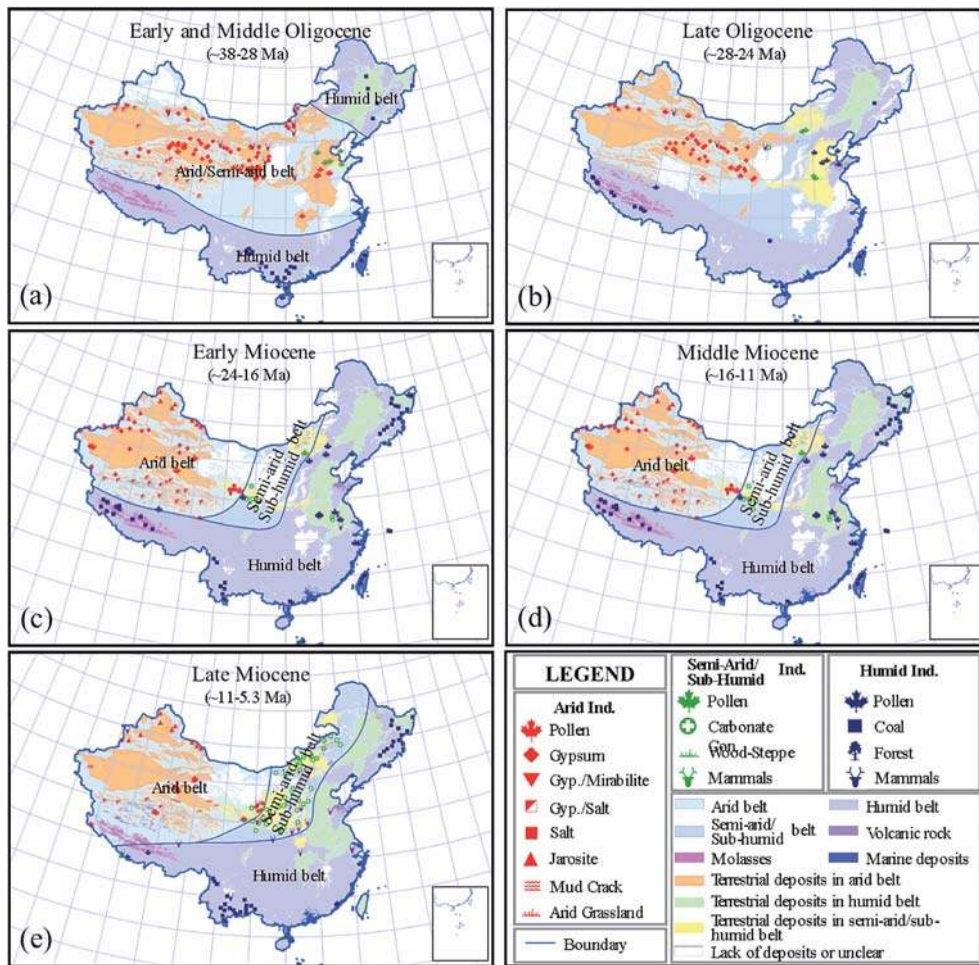 Early and Middle Oligocene
(~38-28 Ma)
Humid belt
Arid/Semi-arid belt
Humid belt
(a)
Late Oligocene
(~28-24 Ma)
(b)
Early Miocene
(~24-16 Ma)
Arid belt
Semi-arid belt
Sub-humid
Humid belt
(c)
Middle Miocene
(~16-11 Ma)
Arid belt
Semi-arid belt
Sub-humid
Humid belt
(d)
Late Miocene
(~11-5.3 Ma)
Arid belt
Semi-arid belt
Sub-humid
Humid belt
(e)
LEGEND
Arid Ind.
Pollen
Gypsum
Gyp./Mirabilite
Gyp./Salt
Salt
Jarosite
Mud Crack
Arid Grassland
Boundary
Semi-Arid/ Ind.
Sub-Humid
Pollen
Carbonate
Gon.
Wood-Steppe
Mammals
Humid Ind.
Pollen
Coal
Forest
Mammals
Arid belt
Semi-arid/ belt
Sub-humid
Molasses
Humid belt
Volcanic rock
Marine deposits
Terrestrial deposits in arid belt
Terrestrial deposits in humid belt
Terrestrial deposits in semi-arid/sub-
humid belt
Lack of deposits or unclear